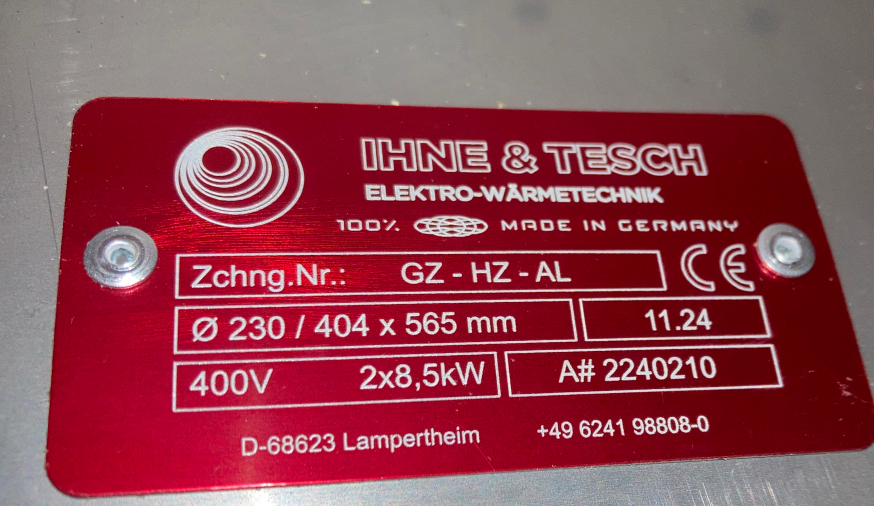 IHNE & TESCH
ELEKTRO-WÄRMETECHNIK
100% MADE IN GERMANY
Zchng.Nr.: GZ - HZ - AL CE
Ø 230 / 404 x 565 mm 11.24
400V 2x8,5kW A# 2240210
D-68623 Lampertheim +49 6241 98808-0